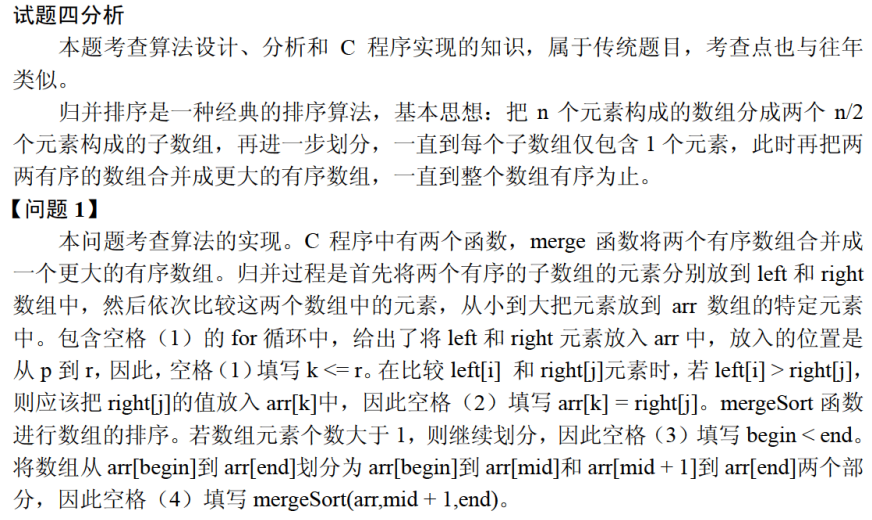 试题四分析
本题考查算法设计、分析和 C 程序实现的知识，属于传统题目，考查点也与往年
类似。
归并排序是一种经典的排序算法，基本思想：把 n 个元素构成的数组分成两个 n/2
个元素构成的子数组，再进一步划分，一直到每个子数组仅包含 1 个元素，此时再把两
两有序的数组合并成更大的有序数组，一直到整个数组有序为止。
【问题 1】
本问题考查算法的实现。C 程序中有两个函数，merge 函数将两个有序数组合并成
一个更大的有序数组。归并过程是首先将两个有序的子数组的元素分别放到 left 和 right
数组中，然后依次比较这两个数组中的元素，从小到大把元素放到 arr 数组的特定元素
中。包含空格（1）的 for 循环中，给出了将 left 和 right 元素放入 arr 中，放入的位置是
从 p 到 r，因此，空格（1）填写 k <= r。在比较 left[i] 和 right[j]元素时，若 left[i] > right[j]，
则应该把 right[j]的值放入 arr[k]中，因此空格（2）填写 arr[k] = right[j]。mergeSort 函数
进行数组的排序。若数组元素个数大于 1，则继续划分，因此空格（3）填写 begin < end。
将数组从 arr[begin]到 arr[end]划分为 arr[begin]到 arr[mid]和 arr[mid + 1]到 arr[end]两个部
分，因此空格（4）填写 mergeSort(arr,mid + 1,end)。